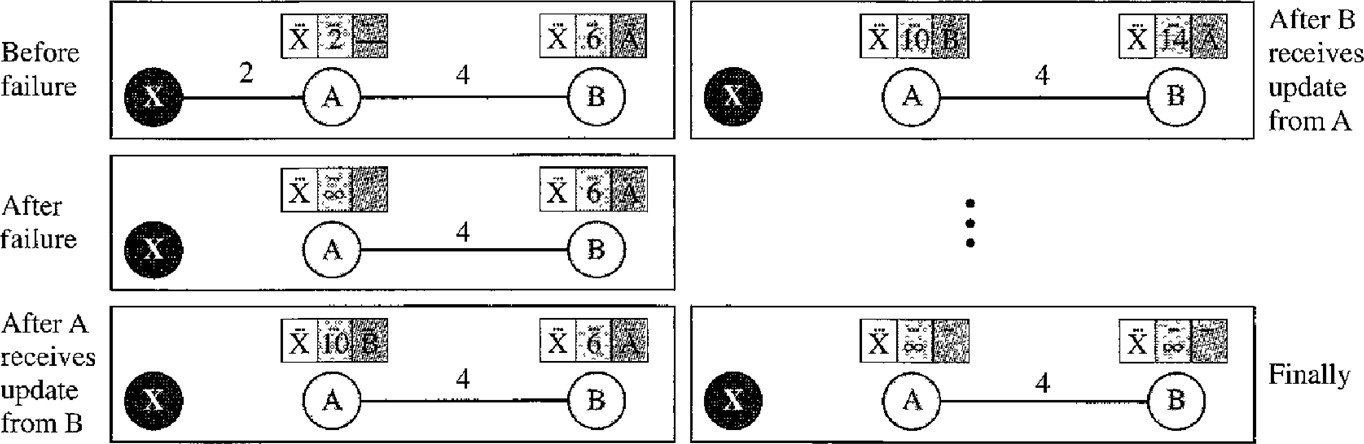 Before
failure
X 2 —
X 6 A
2
4
X
A
B
After
failure
X ∞
X 6 A
4
X
A
B
After A
receives
update
from B
X 10 B
X 6 A
4
X
A
B
X 10 B
X 14 A
4
X
A
B
After B
receives
update
from A
X ∞
X ∞
4
X
A
B
Finally